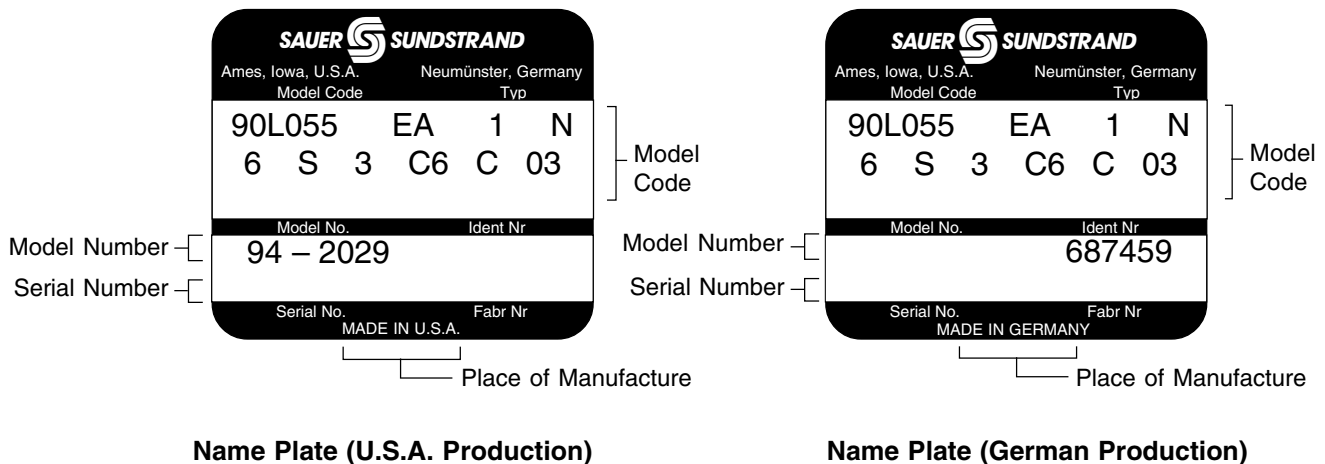 SAUER SUNDSTRAND
Ames, Iowa, U.S.A. Neumünster, Germany
Model Code Typ
90L055 EA 1 N
6 S 3 C6 C 03
Model Code
Model No. Ident Nr
Model Number
94 – 2029
Serial Number
Serial No. Fabr Nr
MADE IN U.S.A.
Place of Manufacture
Name Plate (U.S.A. Production)
SAUER SUNDSTRAND
Ames, Iowa, U.S.A. Neumünster, Germany
Model Code Typ
90L055 EA 1 N
6 S 3 C6 C 03
Model Code
Model No. Ident Nr
Model Number
687459
Serial Number
Serial No. Fabr Nr
MADE IN GERMANY
Place of Manufacture
Name Plate (German Production)